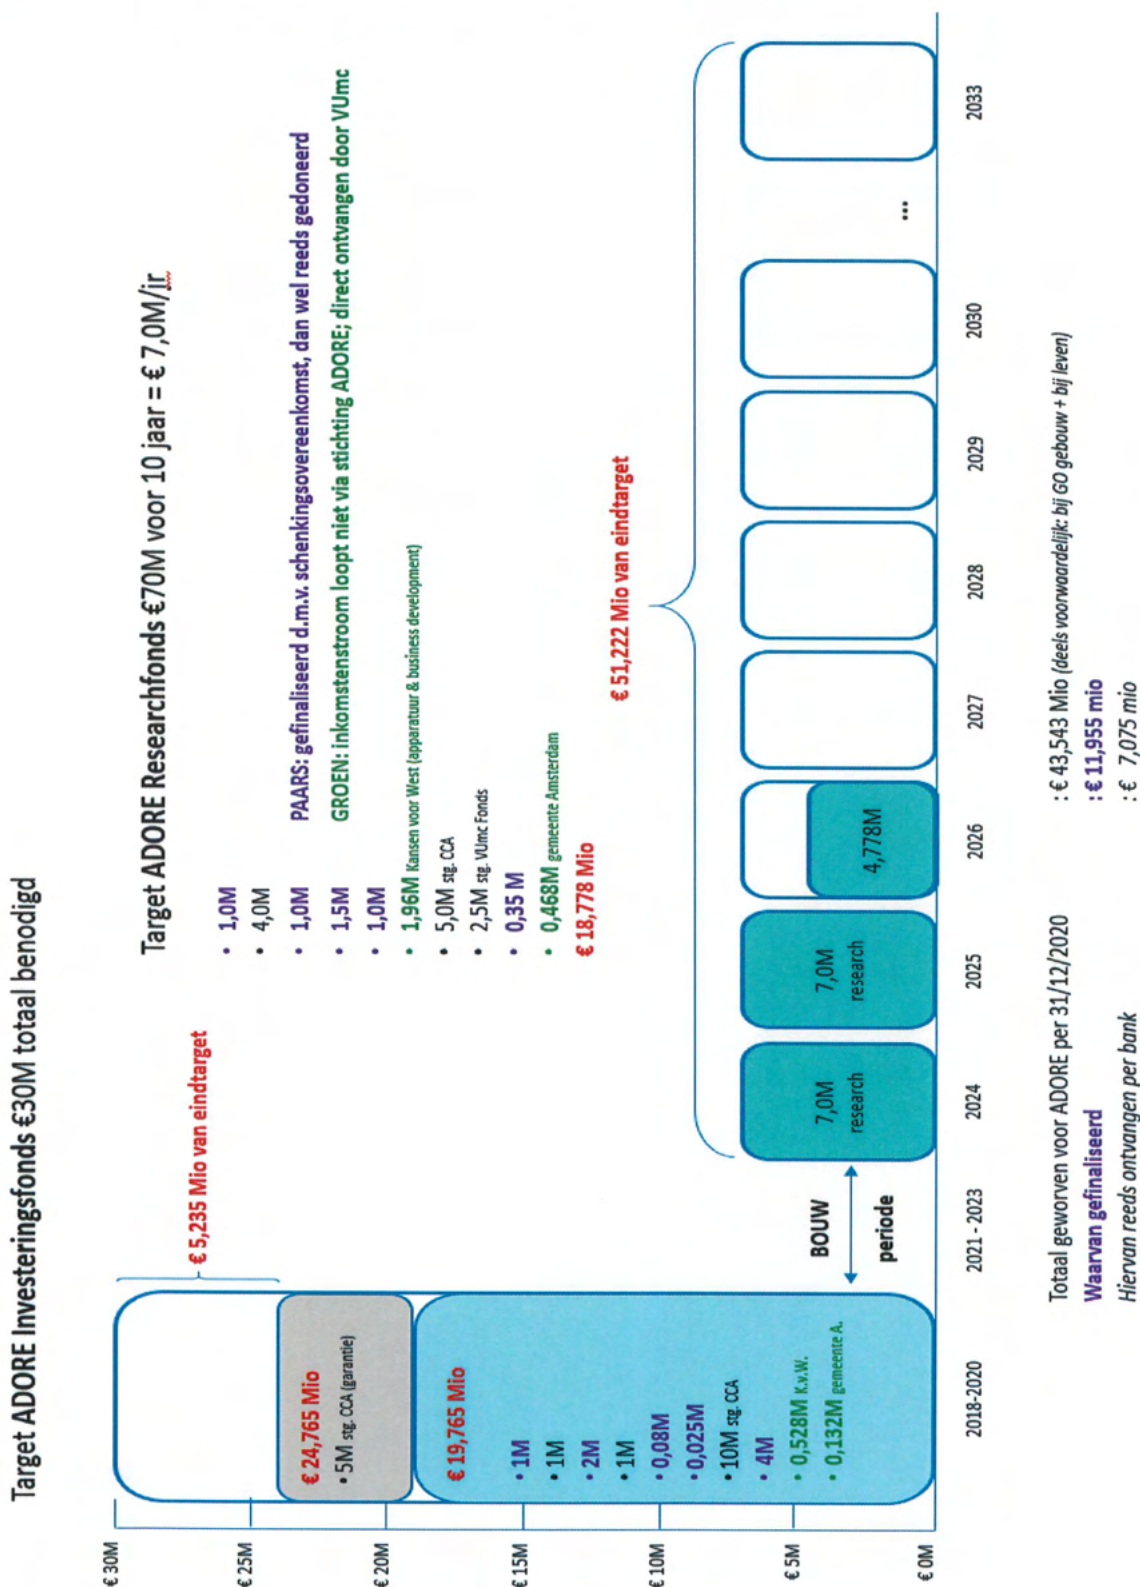 Target ADORE Investeringsfonds €30M totaal benodigd
Target ADORE Researchfonds €70M voor 10 jaar = € 7,0M/jr
€ 5,235 Mio van eindtarget
• 1,0M
• 4,0M
• 1,0M
PAARS: gefinaliseerd d.m.v. schenkingsovereenkomst, dan wel reeds gedoneerd
• 1,5M
GROEN: inkomstenstroom loopt niet via stichting ADORE; direct ontvangen door VUmc
• 1,0M
• 1,96M Kansen voor West (apparatuur & business development)
• 5,0M stg. CCA
• 2,5M stg. VUmc Fonds
• 0,35 M
• 0,468M gemeente Amsterdam
€ 18,778 Mio
€ 51,222 Mio van eindtarget
€ 30M
€ 25M
€ 20M
€ 15M
€ 10M
€ 5M
€ 0M
€ 24,765 Mio
• 5M stg. CCA (garantie)
€ 19,765 Mio
• 1M
• 1M
• 2M
• 1M
• 0,08M
• 0,025M
• 10M stg. CCA
• 4M
• 0,528M K.v.W.
• 0,132M gemeente A.
BOUW
periode
7,0M
research
7,0M
research
4,778M
...
2018-2020
2021 - 2023
2024
2025
2026
2027
2028
2029
2030
2033
Totaal geworven voor ADORE per 31/12/2020 : € 43,543 Mio (deels voorwaardelijk: bij GO gebouw + bij leven)
Waarvan gefinaliseerd : € 11,955 mio
Hiervan reeds ontvangen per bank : € 7,075 mio